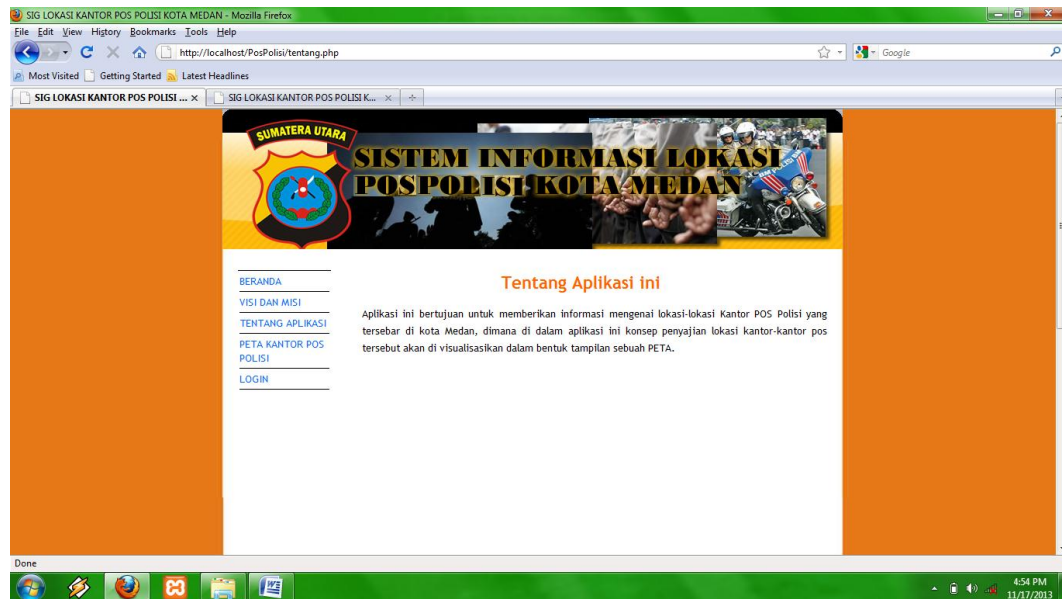 SIG LOKASI KANTOR POS POLISI KOTA MEDAN - Mozilla Firefox
File Edit View History Bookmarks Tools Help
http://localhost/PosPolisi/tentang.php
Google
Most Visited Getting Started Latest Headlines
SIG LOKASI KANTOR POS POLISI ...
SIG LOKASI KANTOR POS POLISI K...
SUMATERA UTARA
SISTEM INFORMASI LOKASI
POSPOLISI KOTA MEDAN
BERANDA
VISI DAN MISI
TENTANG APLIKASI
PETA KANTOR POS
POLISI
LOGIN
Tentang Aplikasi ini
Aplikasi ini bertujuan untuk memberikan informasi mengenai lokasi-lokasi Kantor POS Polisi yang
tersebar di kota Medan, dimana di dalam aplikasi ini konsep penyajian lokasi kantor-kantor pos
tersebut akan di visualisasikan dalam bentuk tampilan sebuah PETA.
Done
4:54 PM
11/17/2013